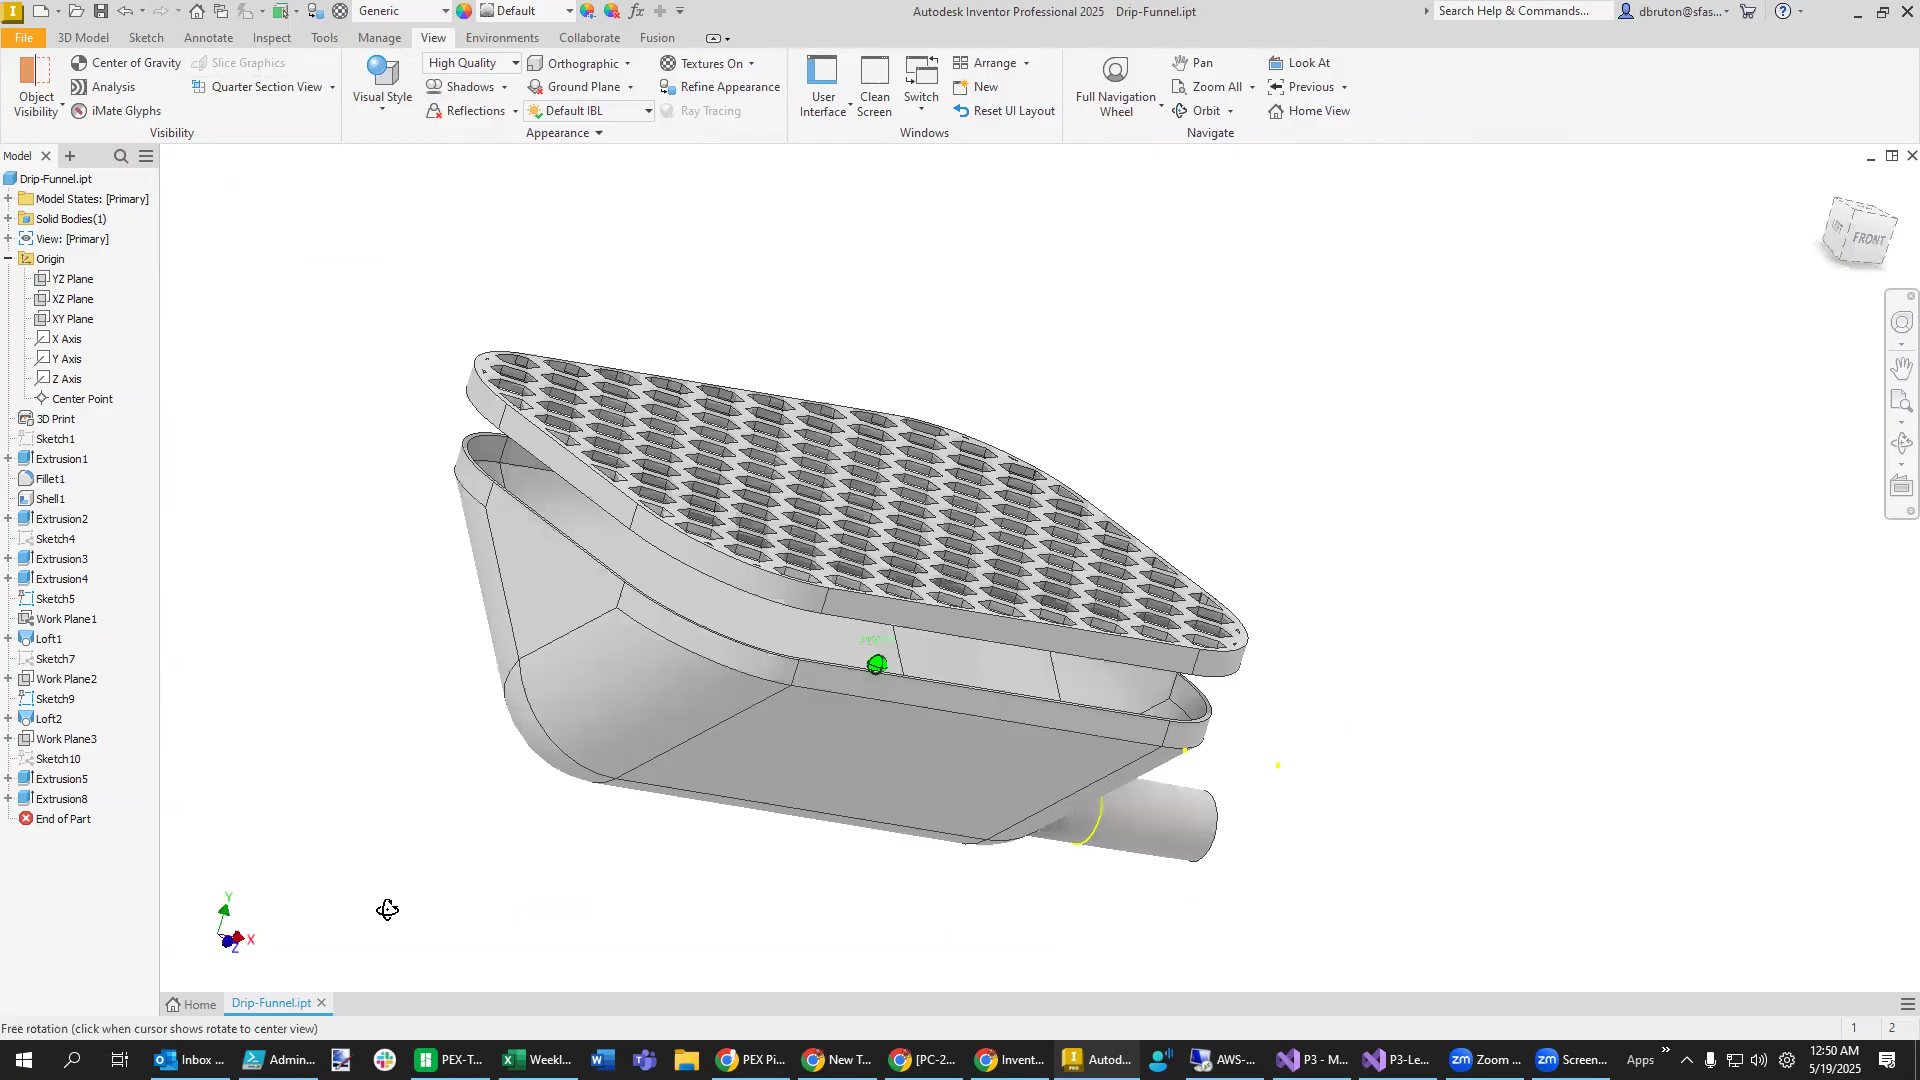 Generic
Default
fx
Autodesk Inventor Professional 2025 Drip-Funnel.ipt
Search Help & Commands...
dbruton@sfas...
File
3D Model
Sketch
Annotate
Inspect
Tools
Manage
View
Environments
Collaborate
Fusion
Object Visibility
Center of Gravity
Slice Graphics
Analysis
Quarter Section View
iMate Glyphs
Visibility
Visual Style
High Quality
Shadows
Reflections
Orthographic
Ground Plane
Default IBL
Textures On
Refine Appearance
Ray Tracing
Appearance
User Interface
Clean Screen
Switch
Arrange
New
Reset UI Layout
Windows
Full Navigation Wheel
Pan
Zoom All
Orbit
Look At
Previous
Home View
Navigate
Model
Drip-Funnel.ipt
Model States: [Primary]
Solid Bodies(1)
View: [Primary]
Origin
YZ Plane
XZ Plane
XY Plane
X Axis
Y Axis
Z Axis
Center Point
3D Print
Sketch1
Extrusion1
Fillet1
Shell1
Extrusion2
Sketch4
Extrusion3
Extrusion4
Sketch5
Work Plane1
Loft1
Sketch7
Work Plane2
Sketch9
Loft2
Work Plane3
Sketch10
Extrusion5
Extrusion8
End of Part
FRONT
Y
X
Z
Home
Drip-Funnel.ipt
Free rotation (click when cursor shows rotate to center view)
1
2
Inbox ...
Admin...
PEX-T...
Weekl...
PEX Pi...
New T...
[PC-2...
Invent...
Autod...
AWS-...
P3 - M...
P3-Le...
Zoom ...
Screen...
Apps
12:50 AM
5/19/2025